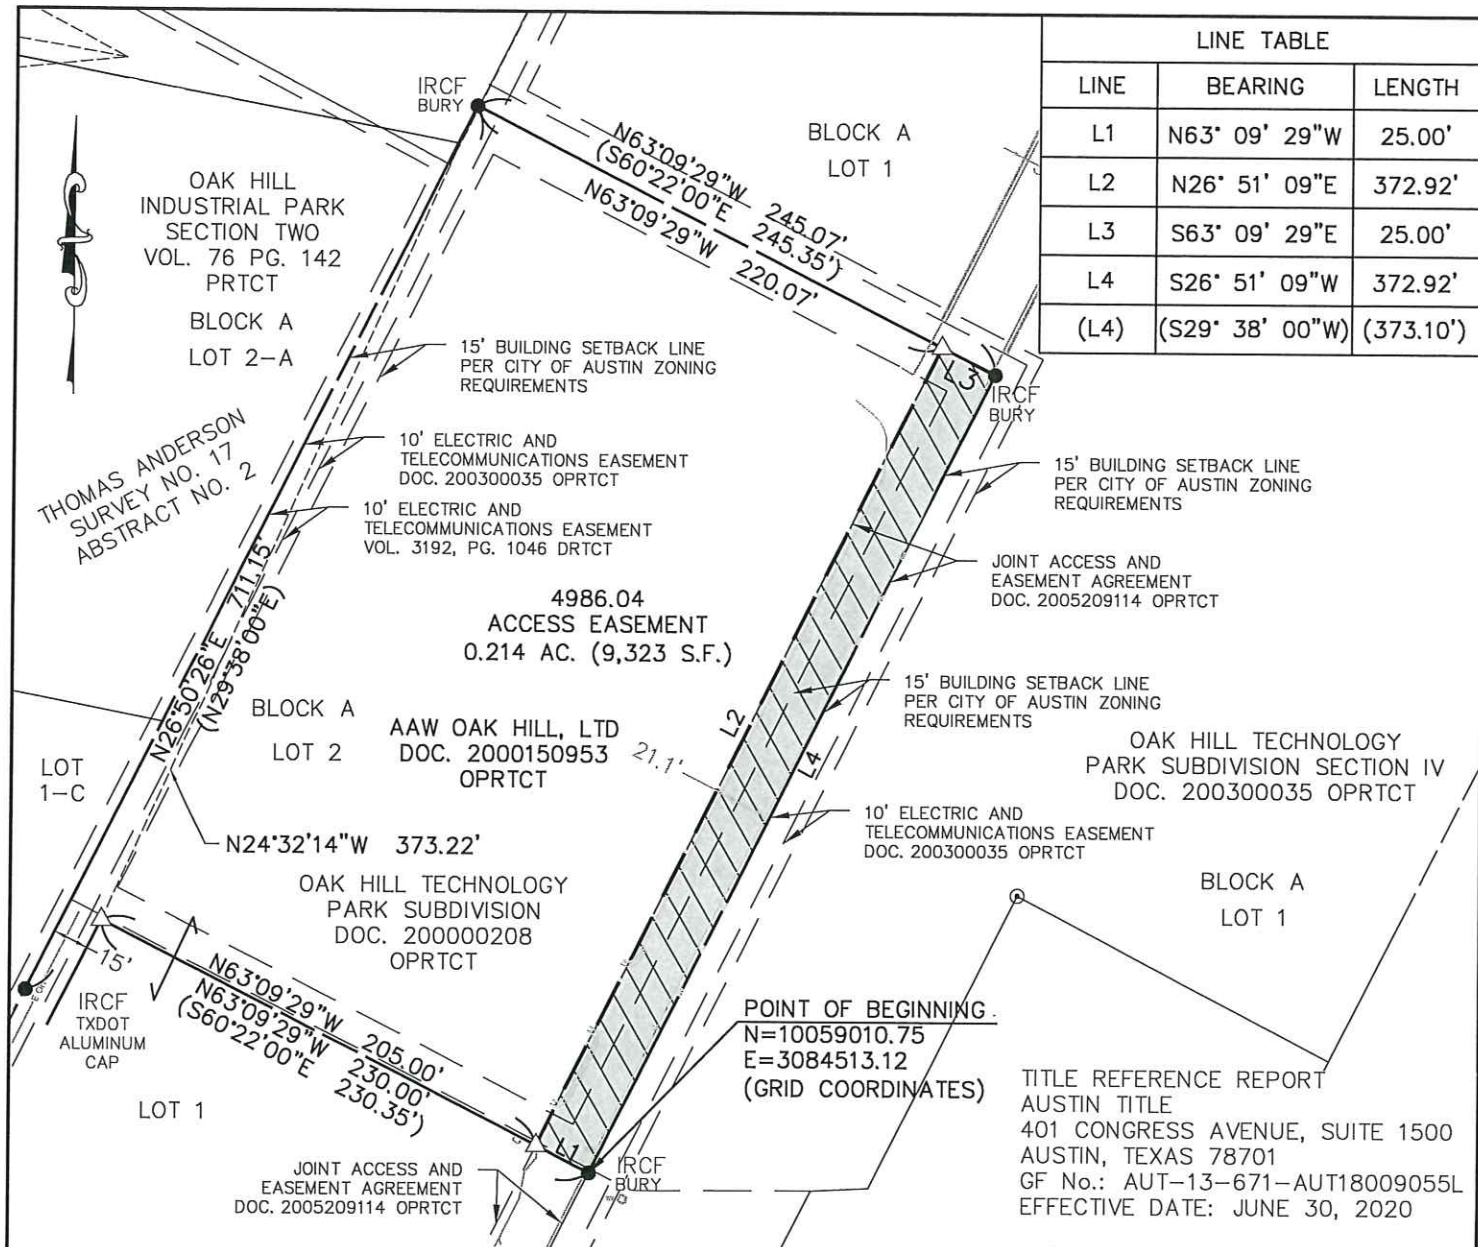 LINE TABLE
LINE BEARING LENGTH
L1 N63° 09' 29"W 25.00'
L2 N26° 51' 09"E 372.92'
L3 S63° 09' 29"E 25.00'
L4 S26° 51' 09"W 372.92'
(L4) (S29° 38' 00"W) (373.10')
IRCF
BURY
BLOCK A
LOT 1
N63°09'29"W 245.07'
(S60°22'00"E 245.35')
N63°09'29"W 220.07'
OAK HILL
INDUSTRIAL PARK
SECTION TWO
VOL. 76 PG. 142
PRTCT
BLOCK A
LOT 2-A
15' BUILDING SETBACK LINE
PER CITY OF AUSTIN ZONING
REQUIREMENTS
L3
IRCF
BURY
THOMAS ANDERSON
SURVEY NO. 17
ABSTRACT NO. 2
10' ELECTRIC AND
TELECOMMUNICATIONS EASEMENT
DOC. 200300035 OPRTCT
10' ELECTRIC AND
TELECOMMUNICATIONS EASEMENT
VOL. 3192, PG. 1046 DRTCT
15' BUILDING SETBACK LINE
PER CITY OF AUSTIN ZONING
REQUIREMENTS
JOINT ACCESS AND
EASEMENT AGREEMENT
DOC. 2005209114 OPRTCT
4986.04
ACCESS EASEMENT
0.214 AC. (9,323 S.F.)
N26°50'26"E 711.15'
(N29°38'00"E)
15' BUILDING SETBACK LINE
PER CITY OF AUSTIN ZONING
REQUIREMENTS
BLOCK A
LOT 2
AAW OAK HILL, LTD
DOC. 2000150953
OPRTCT
21.1'
L2
L4
OAK HILL TECHNOLOGY
PARK SUBDIVISION SECTION IV
DOC. 200300035 OPRTCT
LOT
1-C
10' ELECTRIC AND
TELECOMMUNICATIONS EASEMENT
DOC. 200300035 OPRTCT
N24°32'14"W 373.22'
OAK HILL TECHNOLOGY
PARK SUBDIVISION
DOC. 200000208
OPRTCT
BLOCK A
LOT 1
15'
IRCF
TXDOT
ALUMINUM
CAP
N63°09'29"W 205.00'
N63°09'29"W 230.00'
(S60°22'00"E 230.35')
LOT 1
POINT OF BEGINNING
N=10059010.75
E=3084513.12
(GRID COORDINATES)
L1
IRCF
BURY
JOINT ACCESS AND
EASEMENT AGREEMENT
DOC. 2005209114 OPRTCT
TITLE REFERENCE REPORT
AUSTIN TITLE
401 CONGRESS AVENUE, SUITE 1500
AUSTIN, TEXAS 78701
GF No.: AUT-13-671-AUT18009055L
EFFECTIVE DATE: JUNE 30, 2020